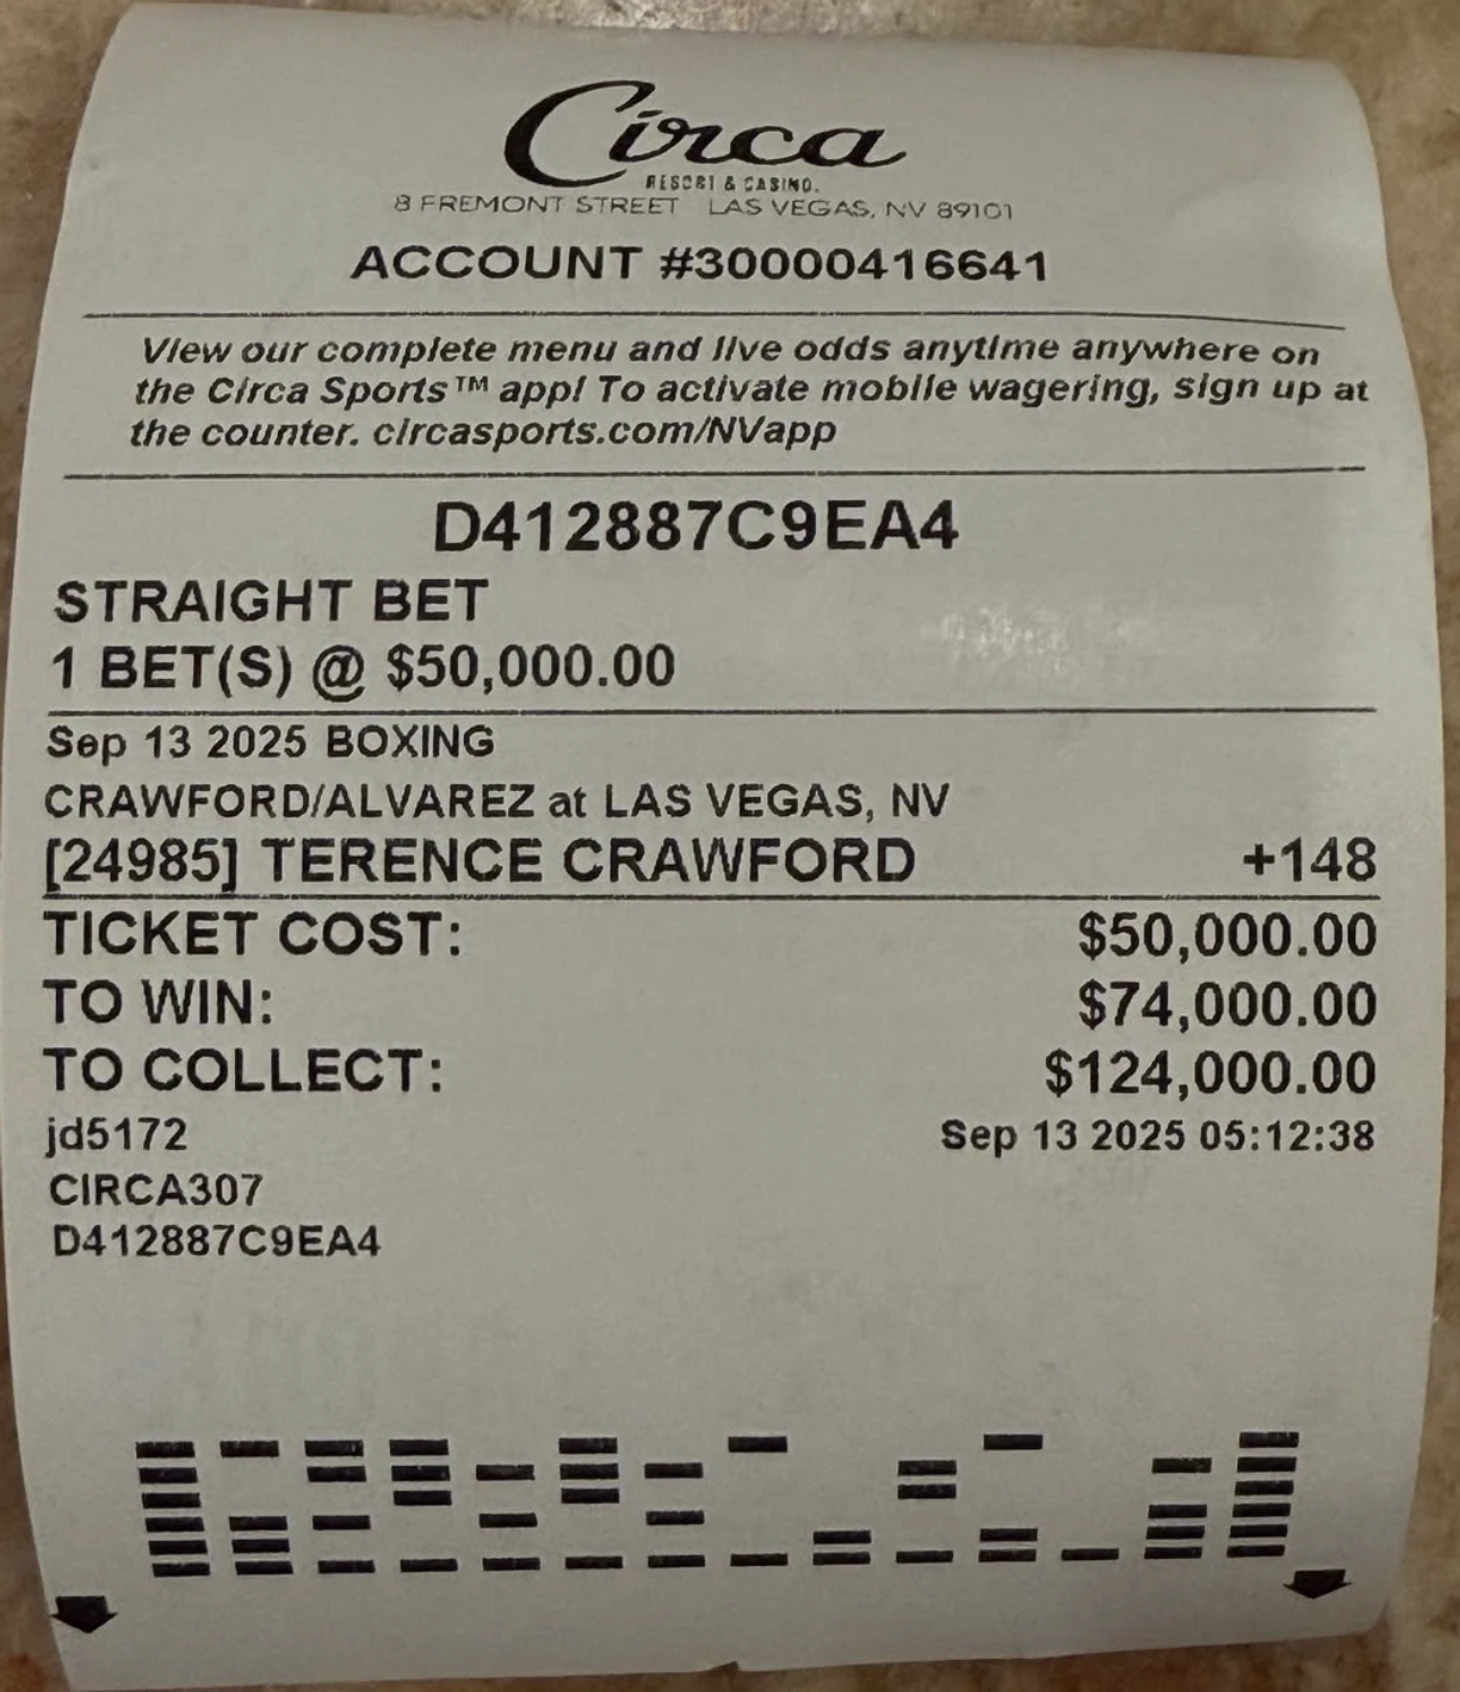 Circa
RESORT & CASINO.
8 FREMONT STREET LAS VEGAS, NV 89101
ACCOUNT #30000416641
View our complete menu and live odds anytime anywhere on
the Circa Sports™ app! To activate mobile wagering, sign up at
the counter. circasports.com/NVapp
D412887C9EA4
STRAIGHT BET
1 BET(S) @ $50,000.00
Sep 13 2025 BOXING
CRAWFORD/ALVAREZ at LAS VEGAS, NV
[24985] TERENCE CRAWFORD +148
TICKET COST: $50,000.00
TO WIN: $74,000.00
TO COLLECT: $124,000.00
jd5172 Sep 13 2025 05:12:38
CIRCA307
D412887C9EA4